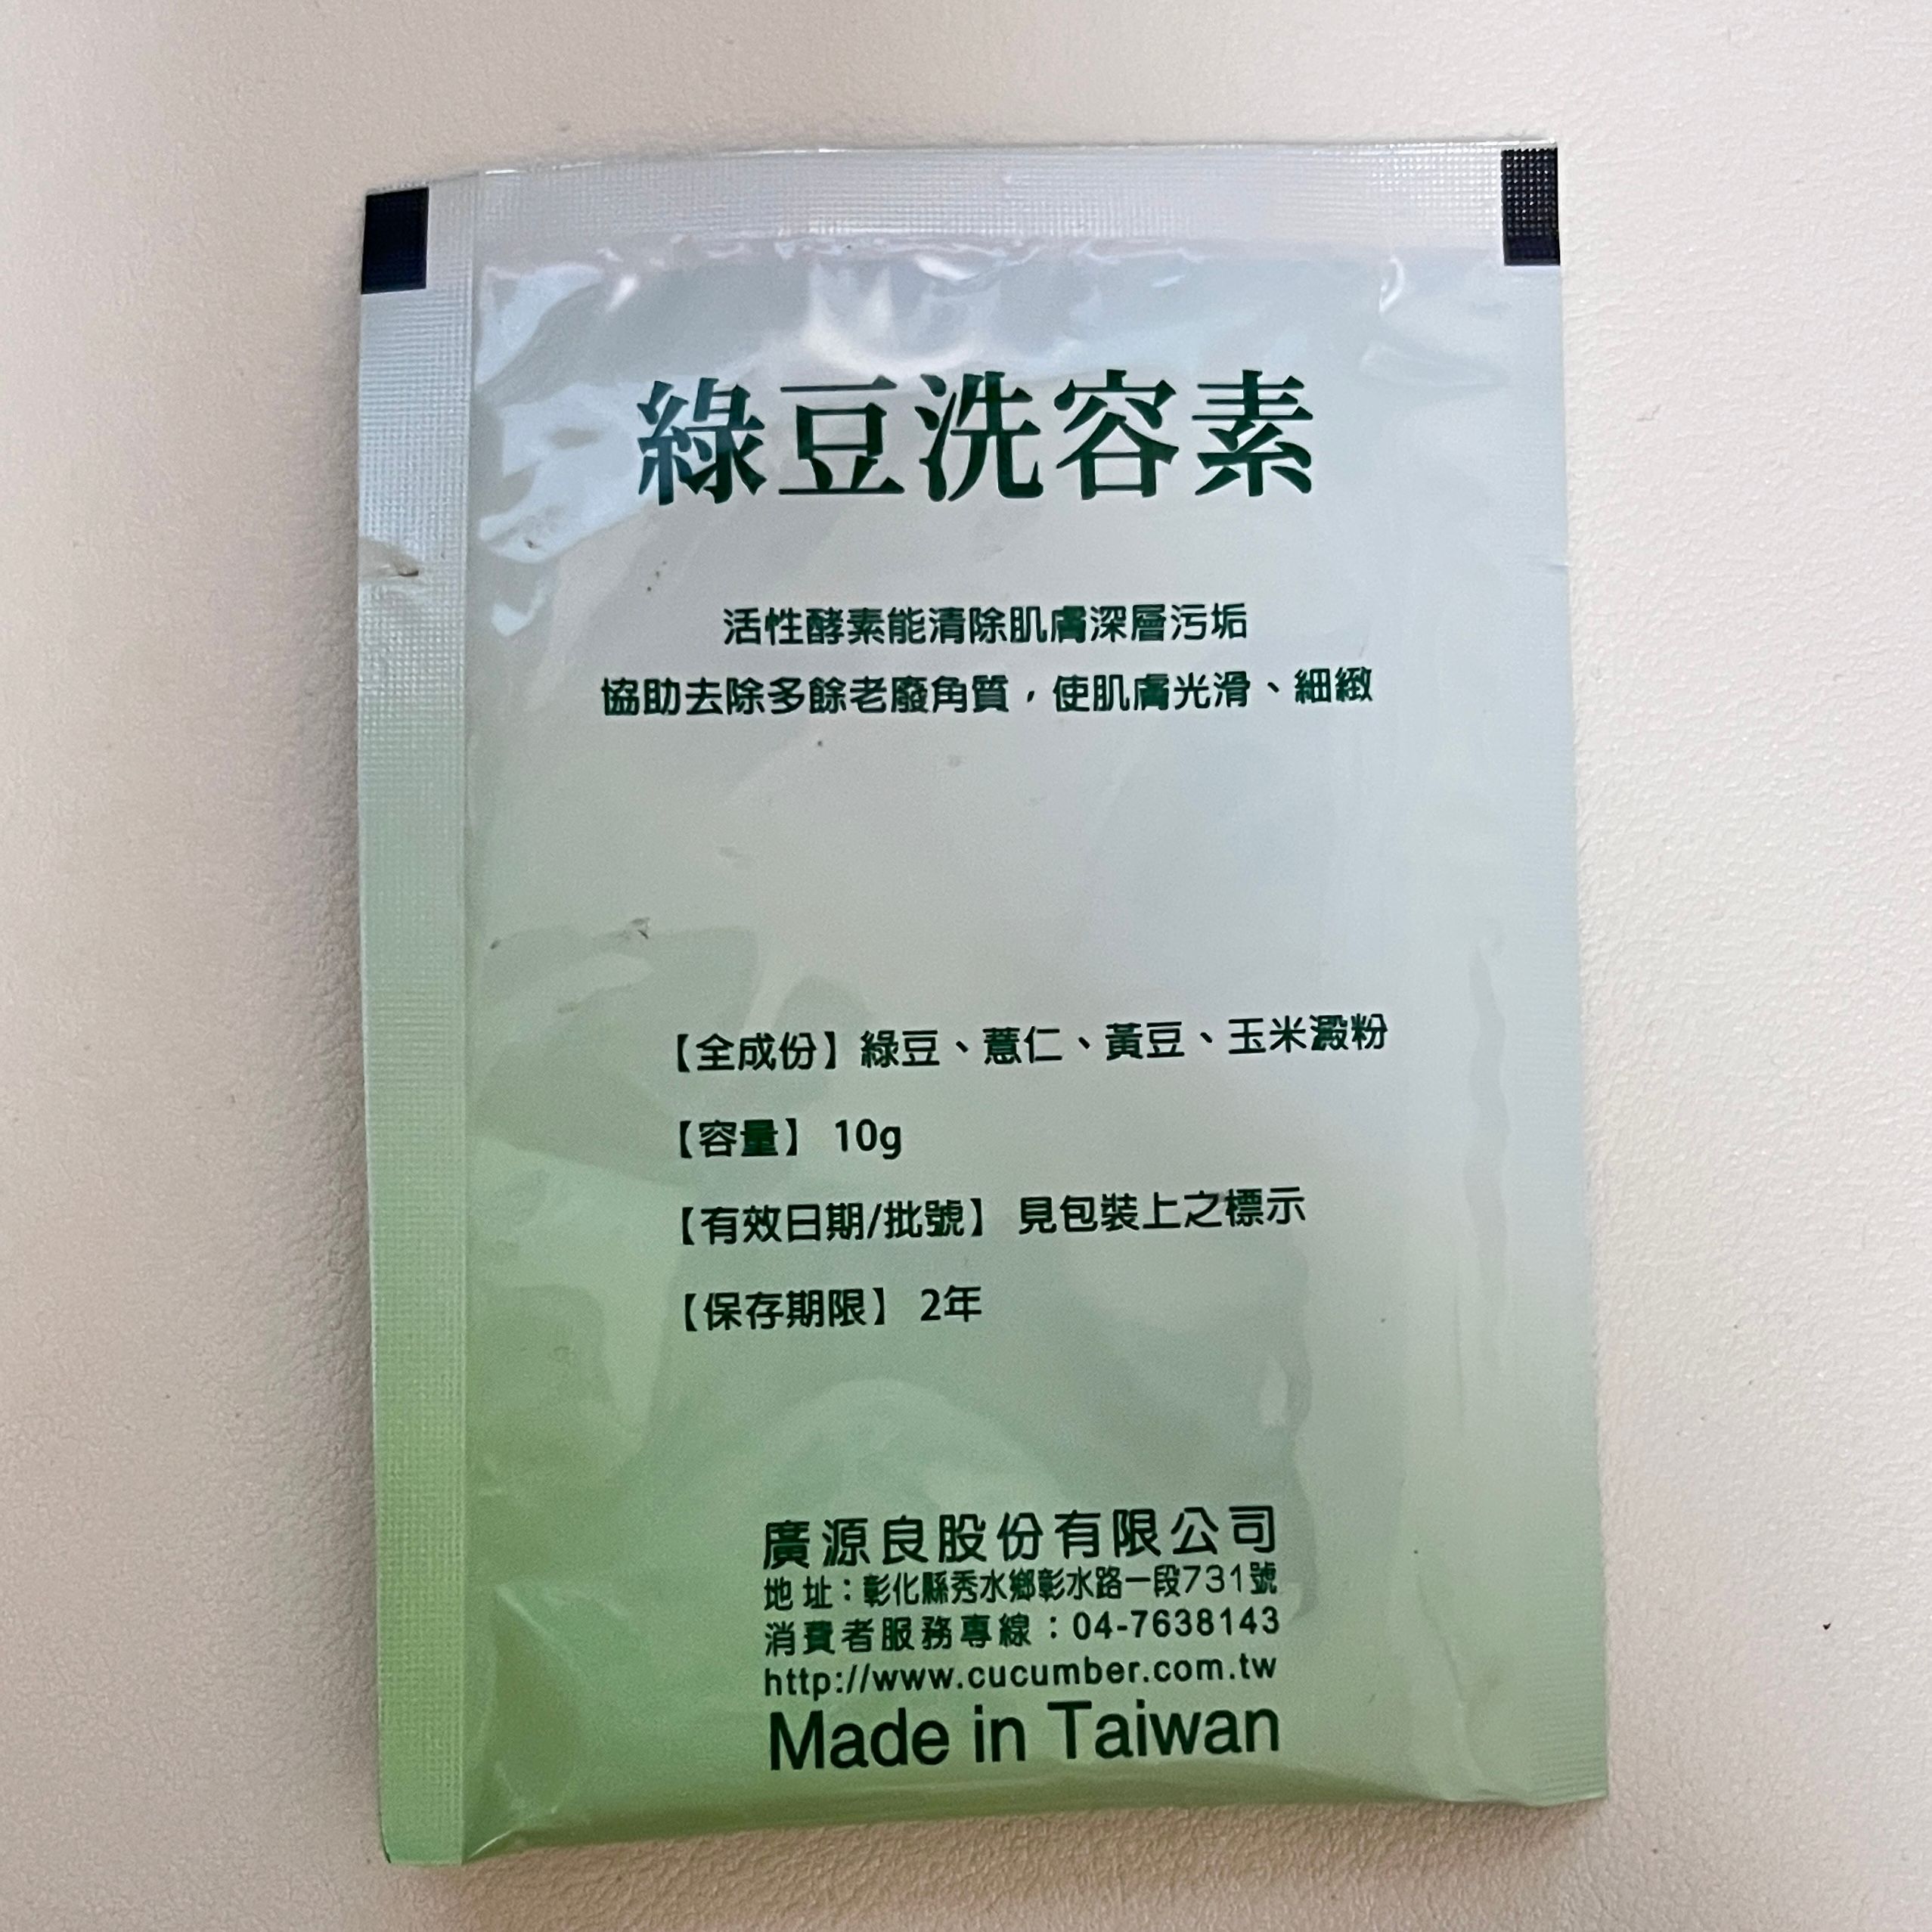 綠豆洗容素
活性酵素能清除肌膚深層污垢
協助去除多餘老廢角質，使肌膚光滑、細緻
【全成份】綠豆、薏仁、黃豆、玉米澱粉
【容量】 10g
【有效日期/批號】 見包裝上之標示
【保存期限】 2年
廣源良股份有限公司
地址：彰化縣秀水鄉彰水路一段731號
消費者服務專線：04-7638143
http://www.cucumber.com.tw
Made in Taiwan